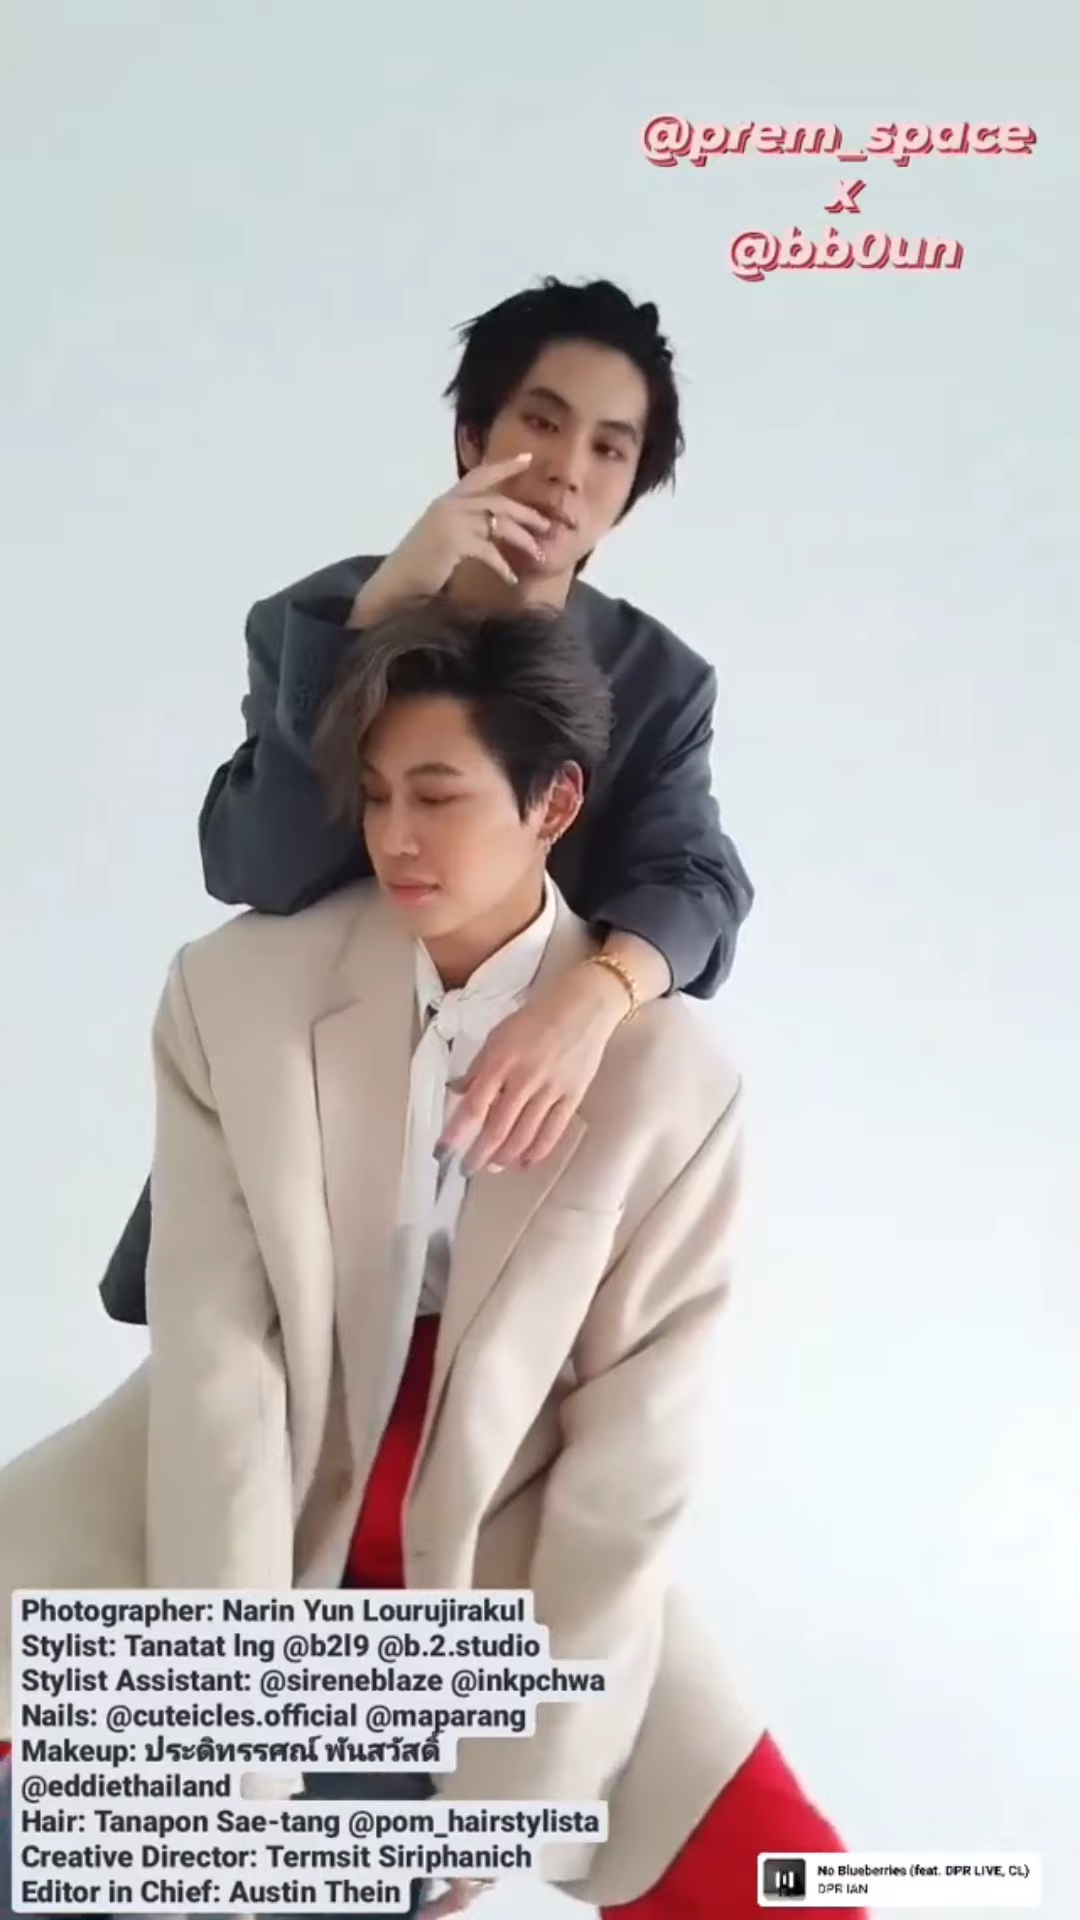 @prem_space
x
@bb0un
Photographer: Narin Yun Lourujirakul
Stylist: Tanatat Ing @b2l9 @b.2.studio
Stylist Assistant: @sireneblaze @inkpchwa
Nails: @cuteicles.official @maparang
Makeup: ประดิทรรศณ์ พันสวัสดิ์
@eddiethailand
Hair: Tanapon Sae-tang @pom_hairstylista
Creative Director: Termsit Siriphanich
Editor in Chief: Austin Thein
No Blueberries (feat. DPR LIVE, CL)
DPR IAN